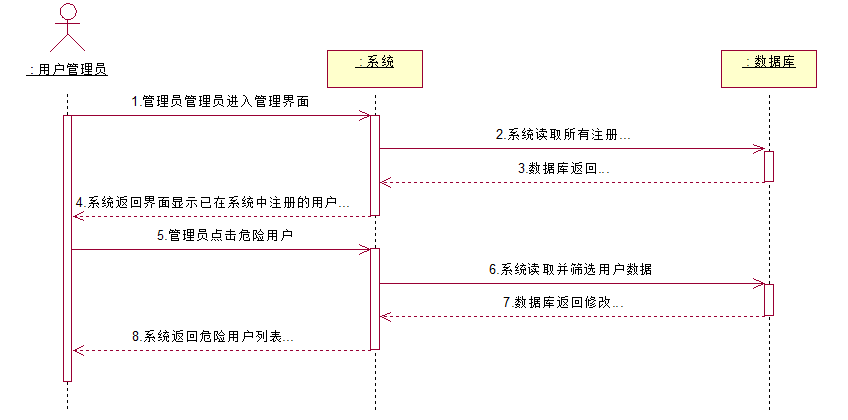 : 用户管理员
: 系统
: 数据库
1.管理员管理员进入管理界面
2.系统读取所有注册...
3.数据库返回...
4.系统返回界面显示已在系统中注册的用户...
5.管理员点击危险用户
6.系统读取并筛选用户数据
7.数据库返回修改...
8.系统返回危险用户列表...